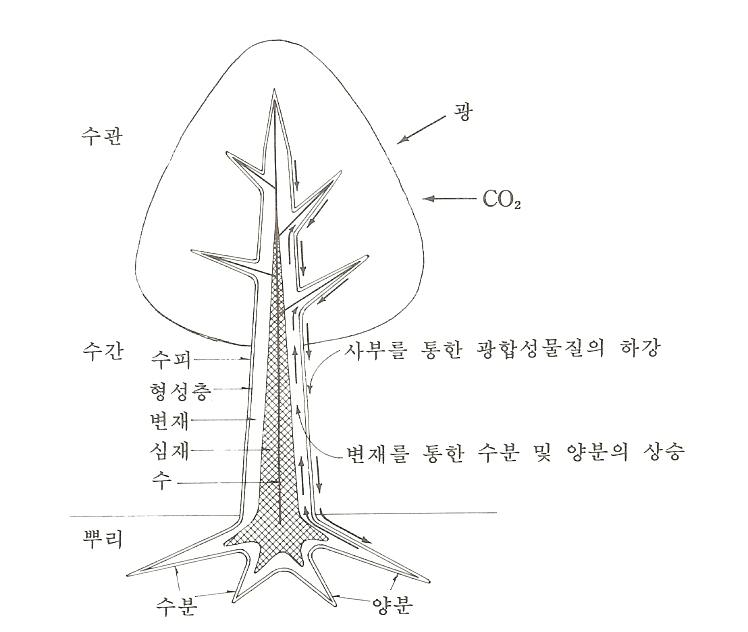 광
수관
CO₂
수간
사부를 통한 광합성물질의 하강
수피
형성층
변재
심재
변재를 통한 수분 및 양분의 상승
수
뿌리
수분
양분